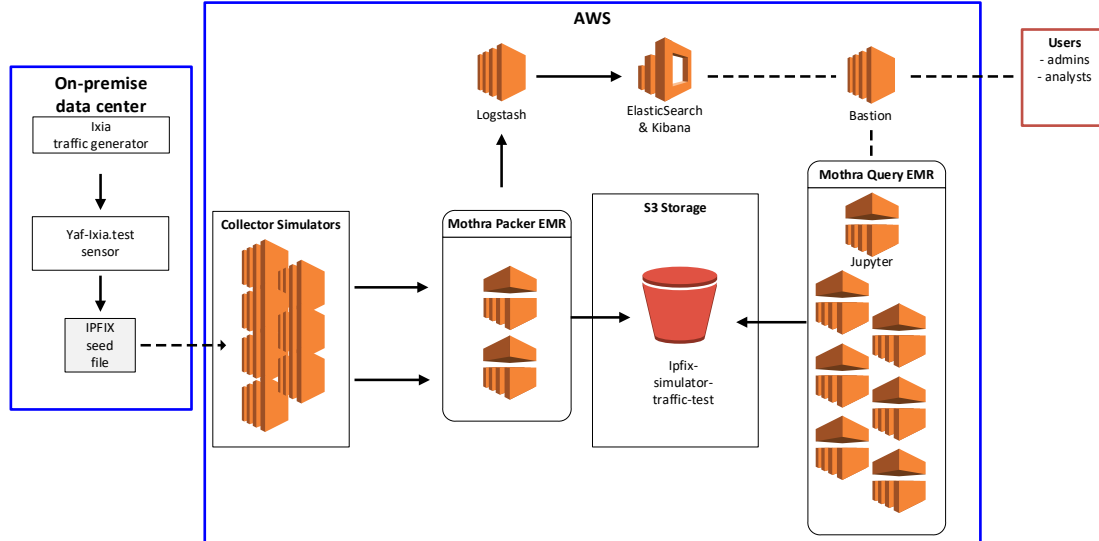 AWS
On-premise
data center
Ixia
traffic generator
Yaf-Ixia.test
sensor
IPFIX
seed
file
Collector Simulators
Logstash
ElasticSearch
& Kibana
Bastion
Users
- admins
- analysts
Mothra Packer EMR
S3 Storage
Ipfix-
simulator-
traffic-test
Mothra Query EMR
Jupyter